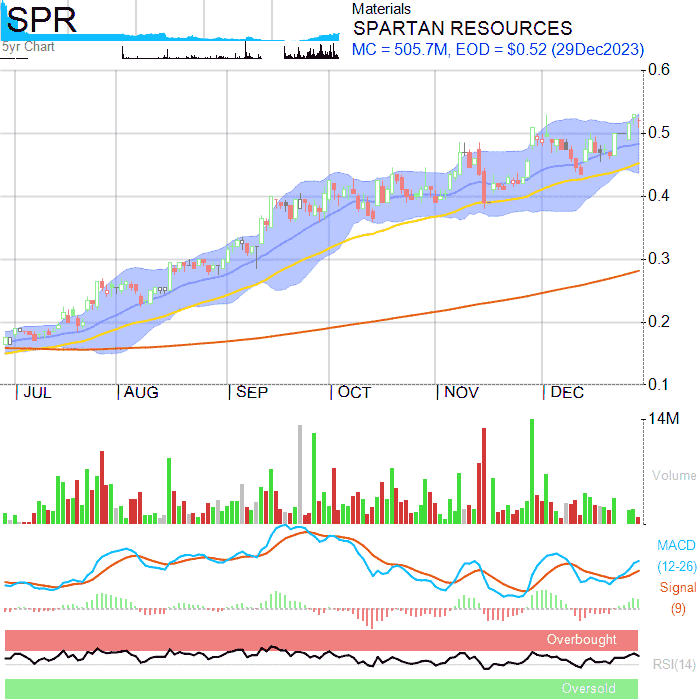 SPR
Materials
SPARTAN RESOURCES
5yr Chart
MC = 505.7M, EOD = $0.52 (29Dec2023)
0.6
0.5
0.4
0.3
0.2
0.1
JUL AUG SEP OCT NOV DEC
14M
Volume
MACD
(12-26)
Signal
(9)
Overbought
RSI(14)
Oversold